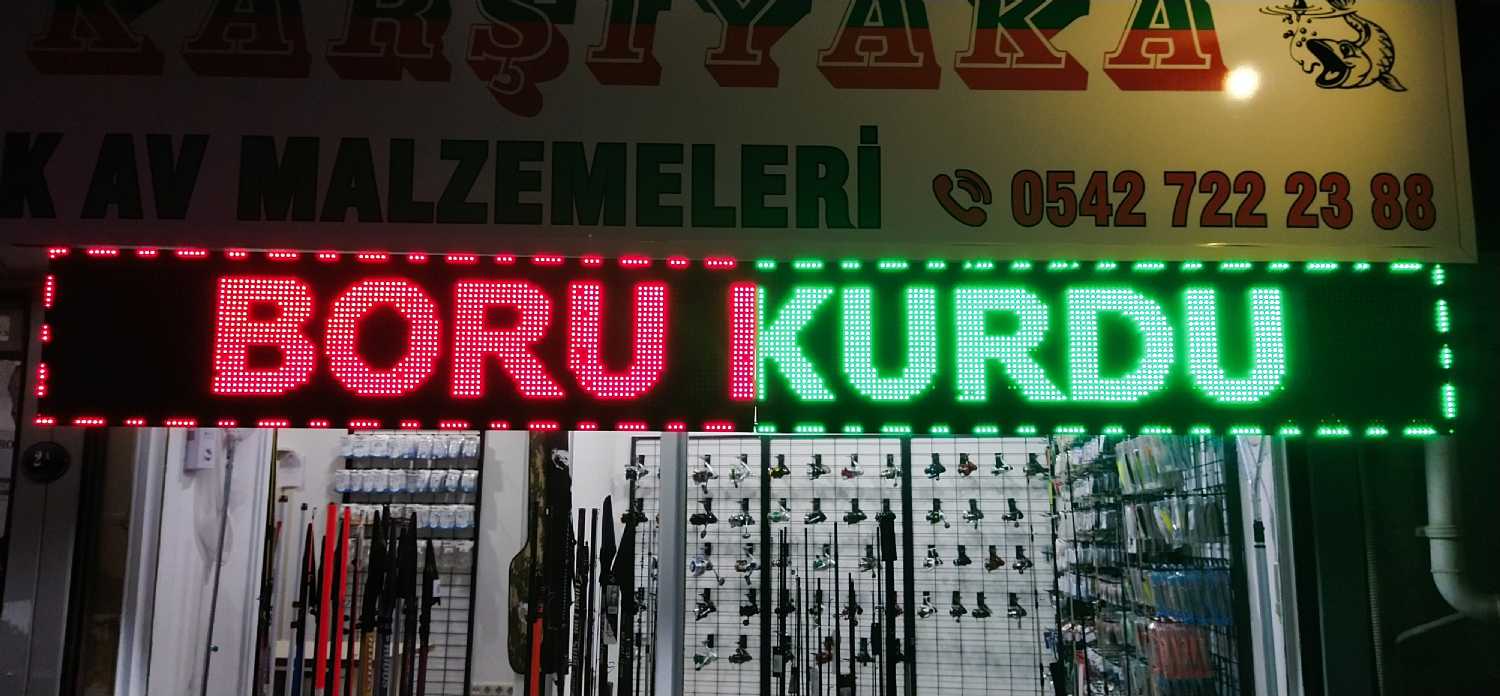 KARŞIYAKA
K AV MALZEMELERİ
0542 722 23 88
BORU KURDU